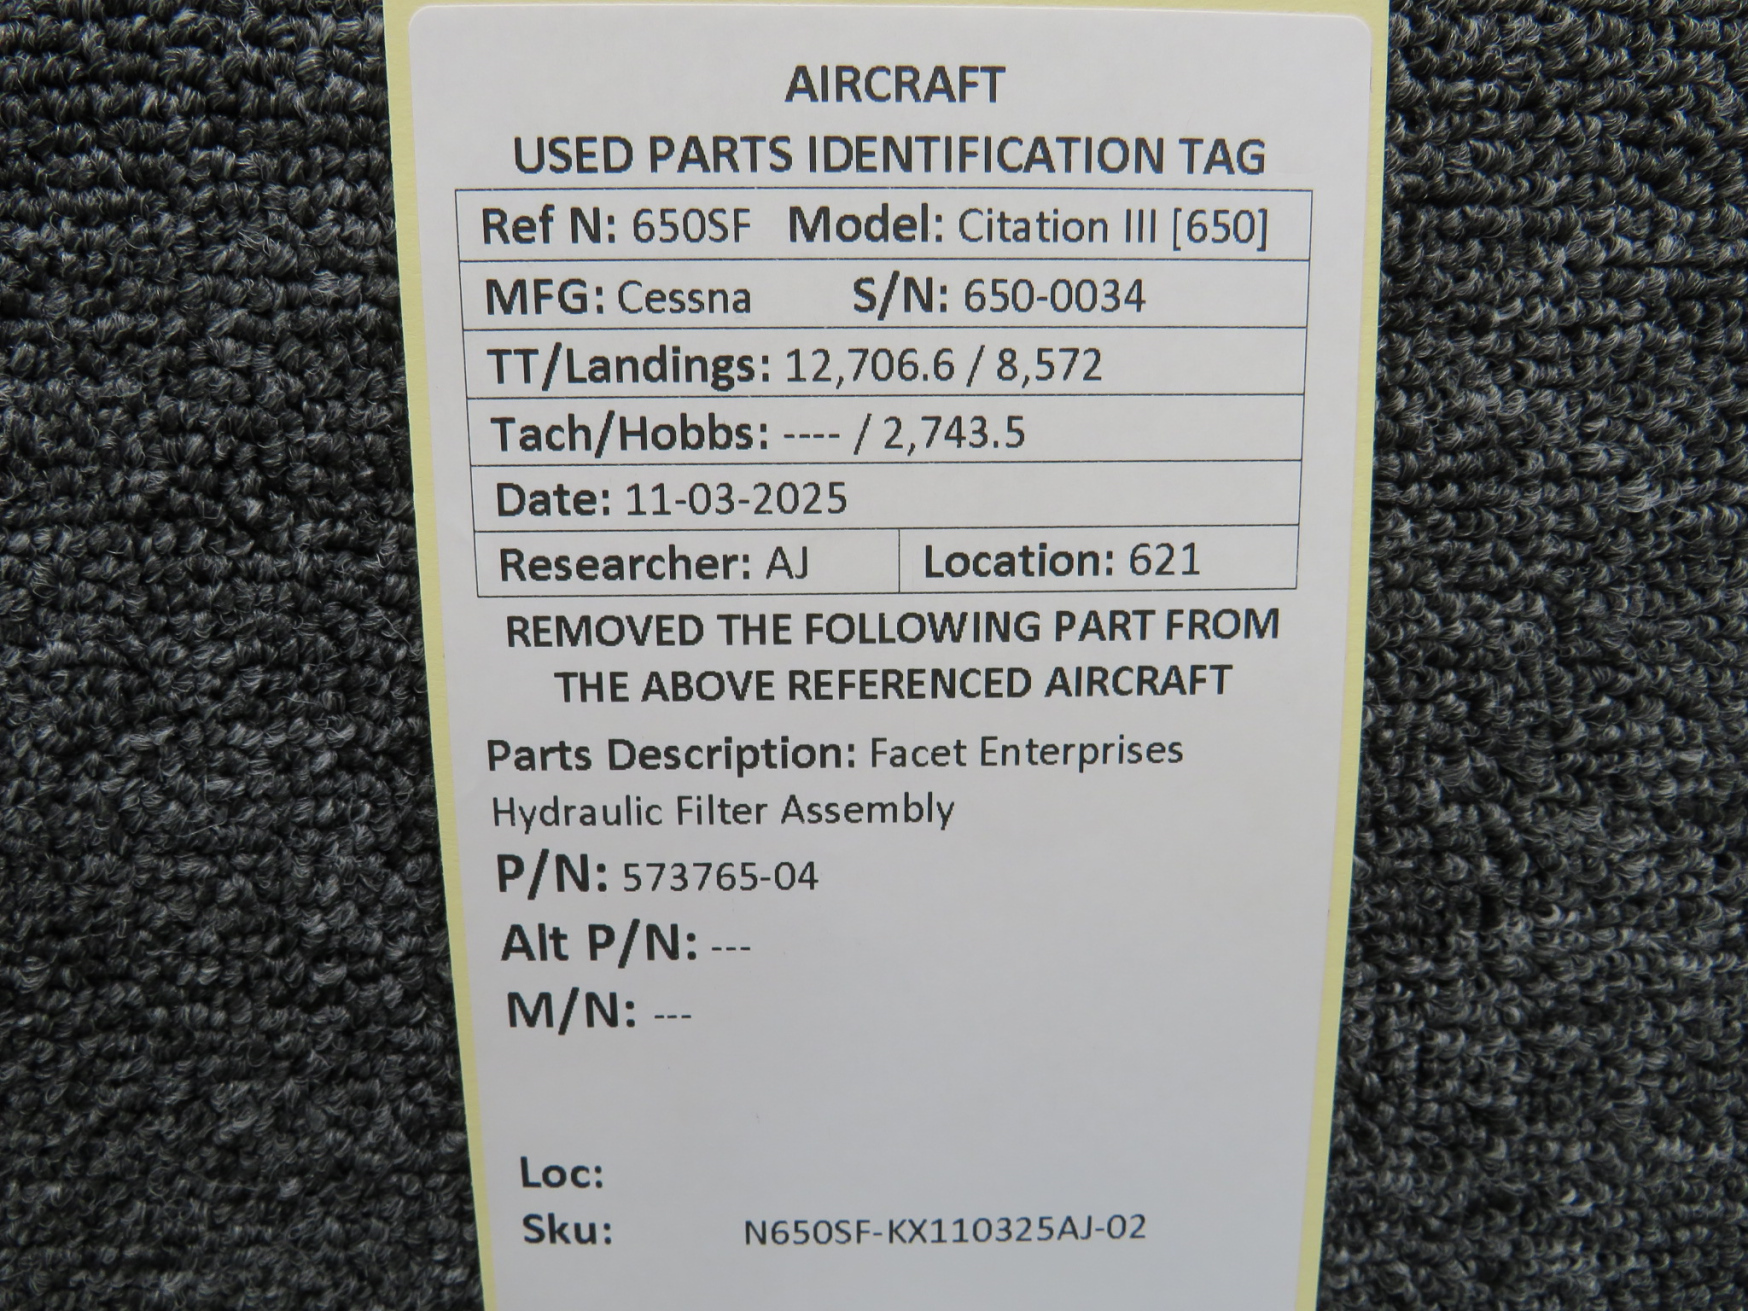 AIRCRAFT
USED PARTS IDENTIFICATION TAG
Ref N: 650SF Model: Citation III [650]
MFG: Cessna S/N: 650-0034
TT/Landings: 12,706.6 / 8,572
Tach/Hobbs: ---- / 2,743.5
Date: 11-03-2025
Researcher: AJ Location: 621
REMOVED THE FOLLOWING PART FROM
THE ABOVE REFERENCED AIRCRAFT
Parts Description: Facet Enterprises
Hydraulic Filter Assembly
P/N: 573765-04
Alt P/N: ---
M/N: ---
Loc:
Sku: N650SF-KX110325AJ-02